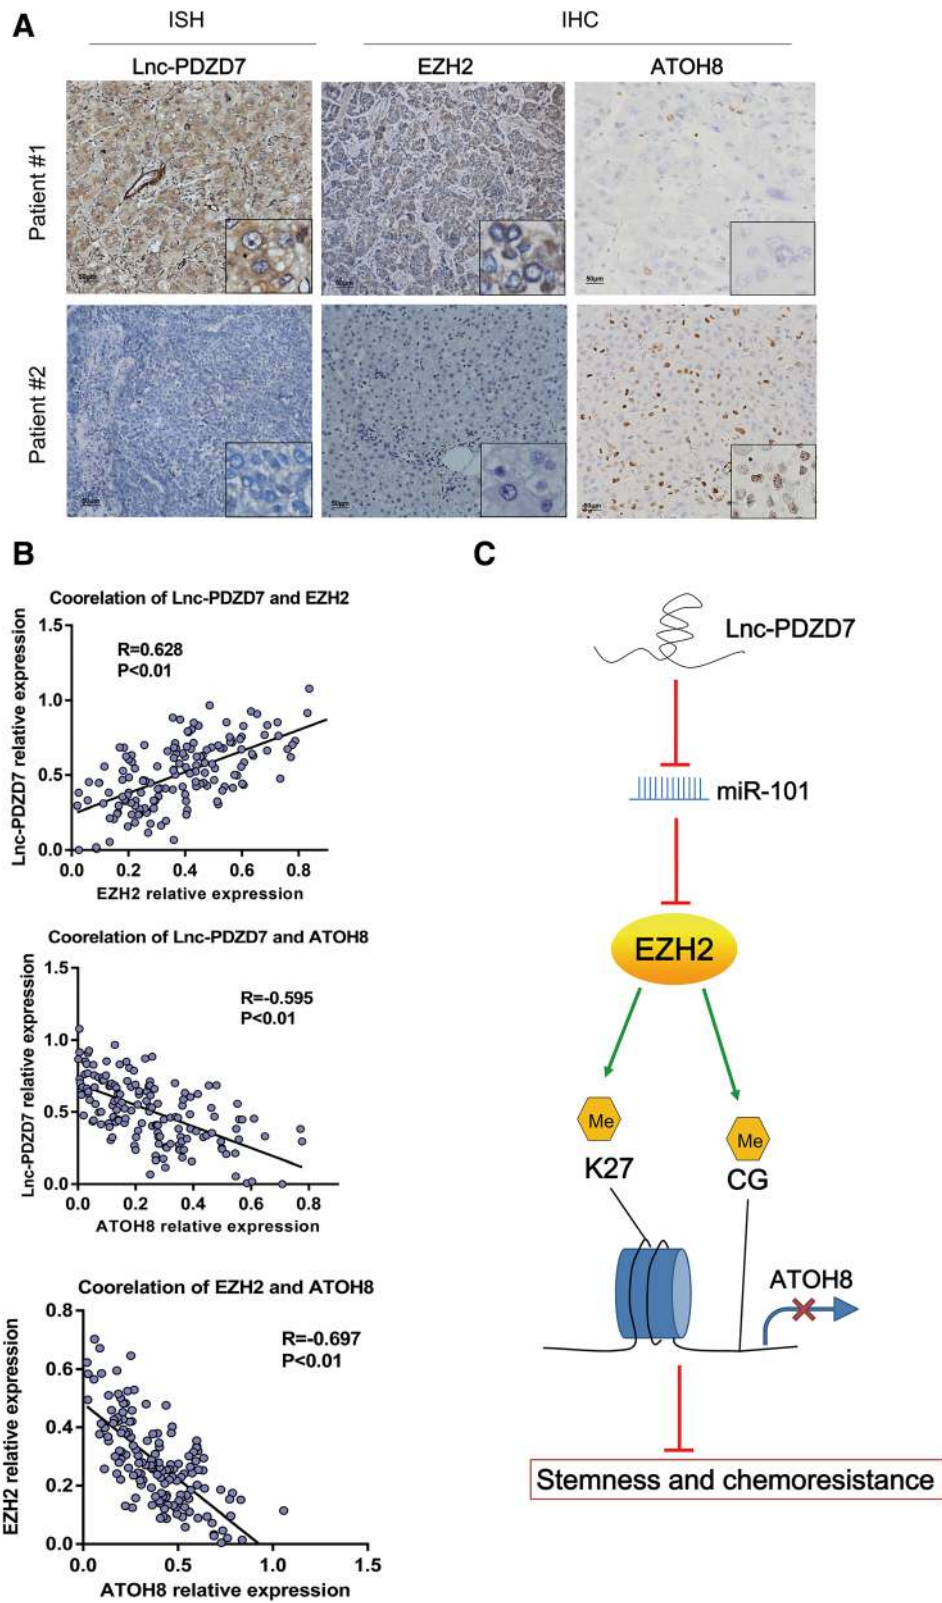 A
ISH
IHC
Lnc-PDZD7
EZH2
ATOH8
Patient #1
50µm
50µm
50µm
Patient #2
50µm
50µm
50µm
B
Coorelation of Lnc-PDZD7 and EZH2
Lnc-PDZD7 relative expression
1.5
1.0
0.5
0.0
R=0.628
P<0.01
0.0 0.2 0.4 0.6 0.8
EZH2 relative expression
Coorelation of Lnc-PDZD7 and ATOH8
Lnc-PDZD7 relative expression
1.5
1.0
0.5
0.0
R=-0.595
P<0.01
0.0 0.2 0.4 0.6 0.8
ATOH8 relative expression
Coorelation of EZH2 and ATOH8
EZH2 relative expression
0.8
0.6
0.4
0.2
0.0
R=-0.697
P<0.01
0.0 0.5 1.0 1.5
ATOH8 relative expression
C
Lnc-PDZD7
miR-101
EZH2
Me
K27
Me
CG
ATOH8
Stemness and chemoresistance